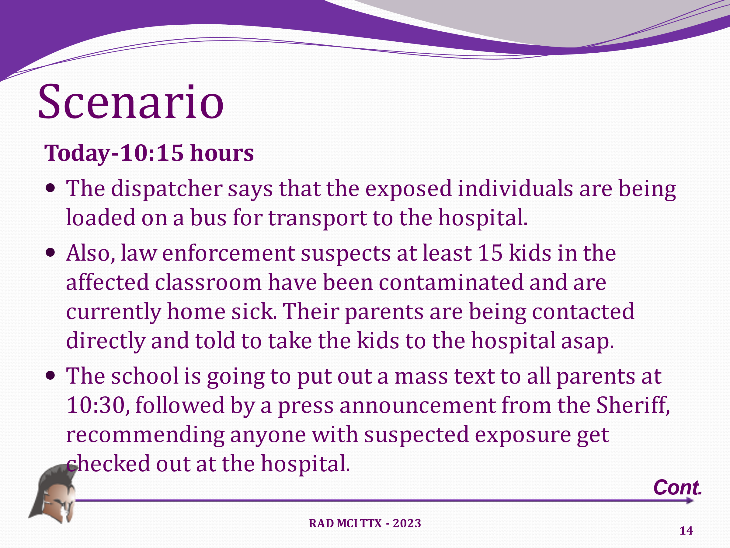 Scenario
Today-10:15 hours
• The dispatcher says that the exposed individuals are being
loaded on a bus for transport to the hospital.
• Also, law enforcement suspects at least 15 kids in the
affected classroom have been contaminated and are
currently home sick. Their parents are being contacted
directly and told to take the kids to the hospital asap.
• The school is going to put out a mass text to all parents at
10:30, followed by a press announcement from the Sheriff,
recommending anyone with suspected exposure get
checked out at the hospital.
Cont.
RAD MCI TTX - 2023
14